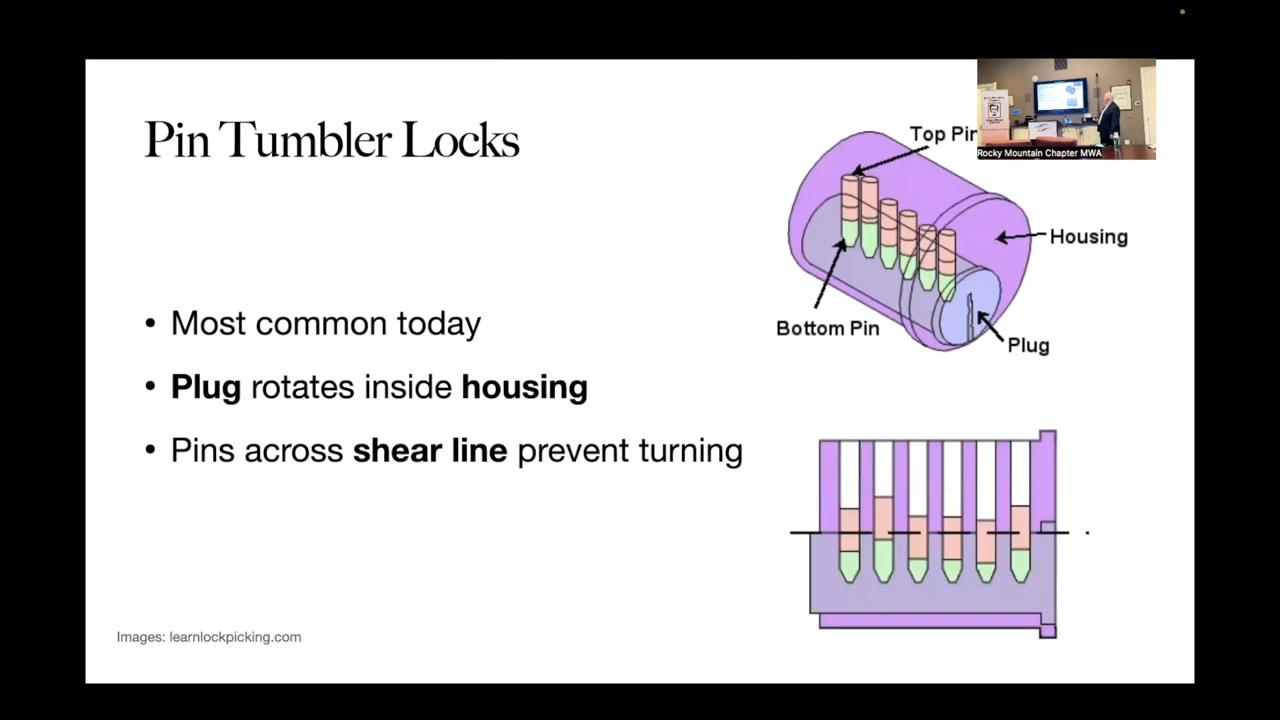 Pin Tumbler Locks
Top Pin
Rocky Mountain Chapter MWA
Housing
Bottom Pin
Plug
• Most common today
• Plug rotates inside housing
• Pins across shear line prevent turning
Images: learnlockpicking.com